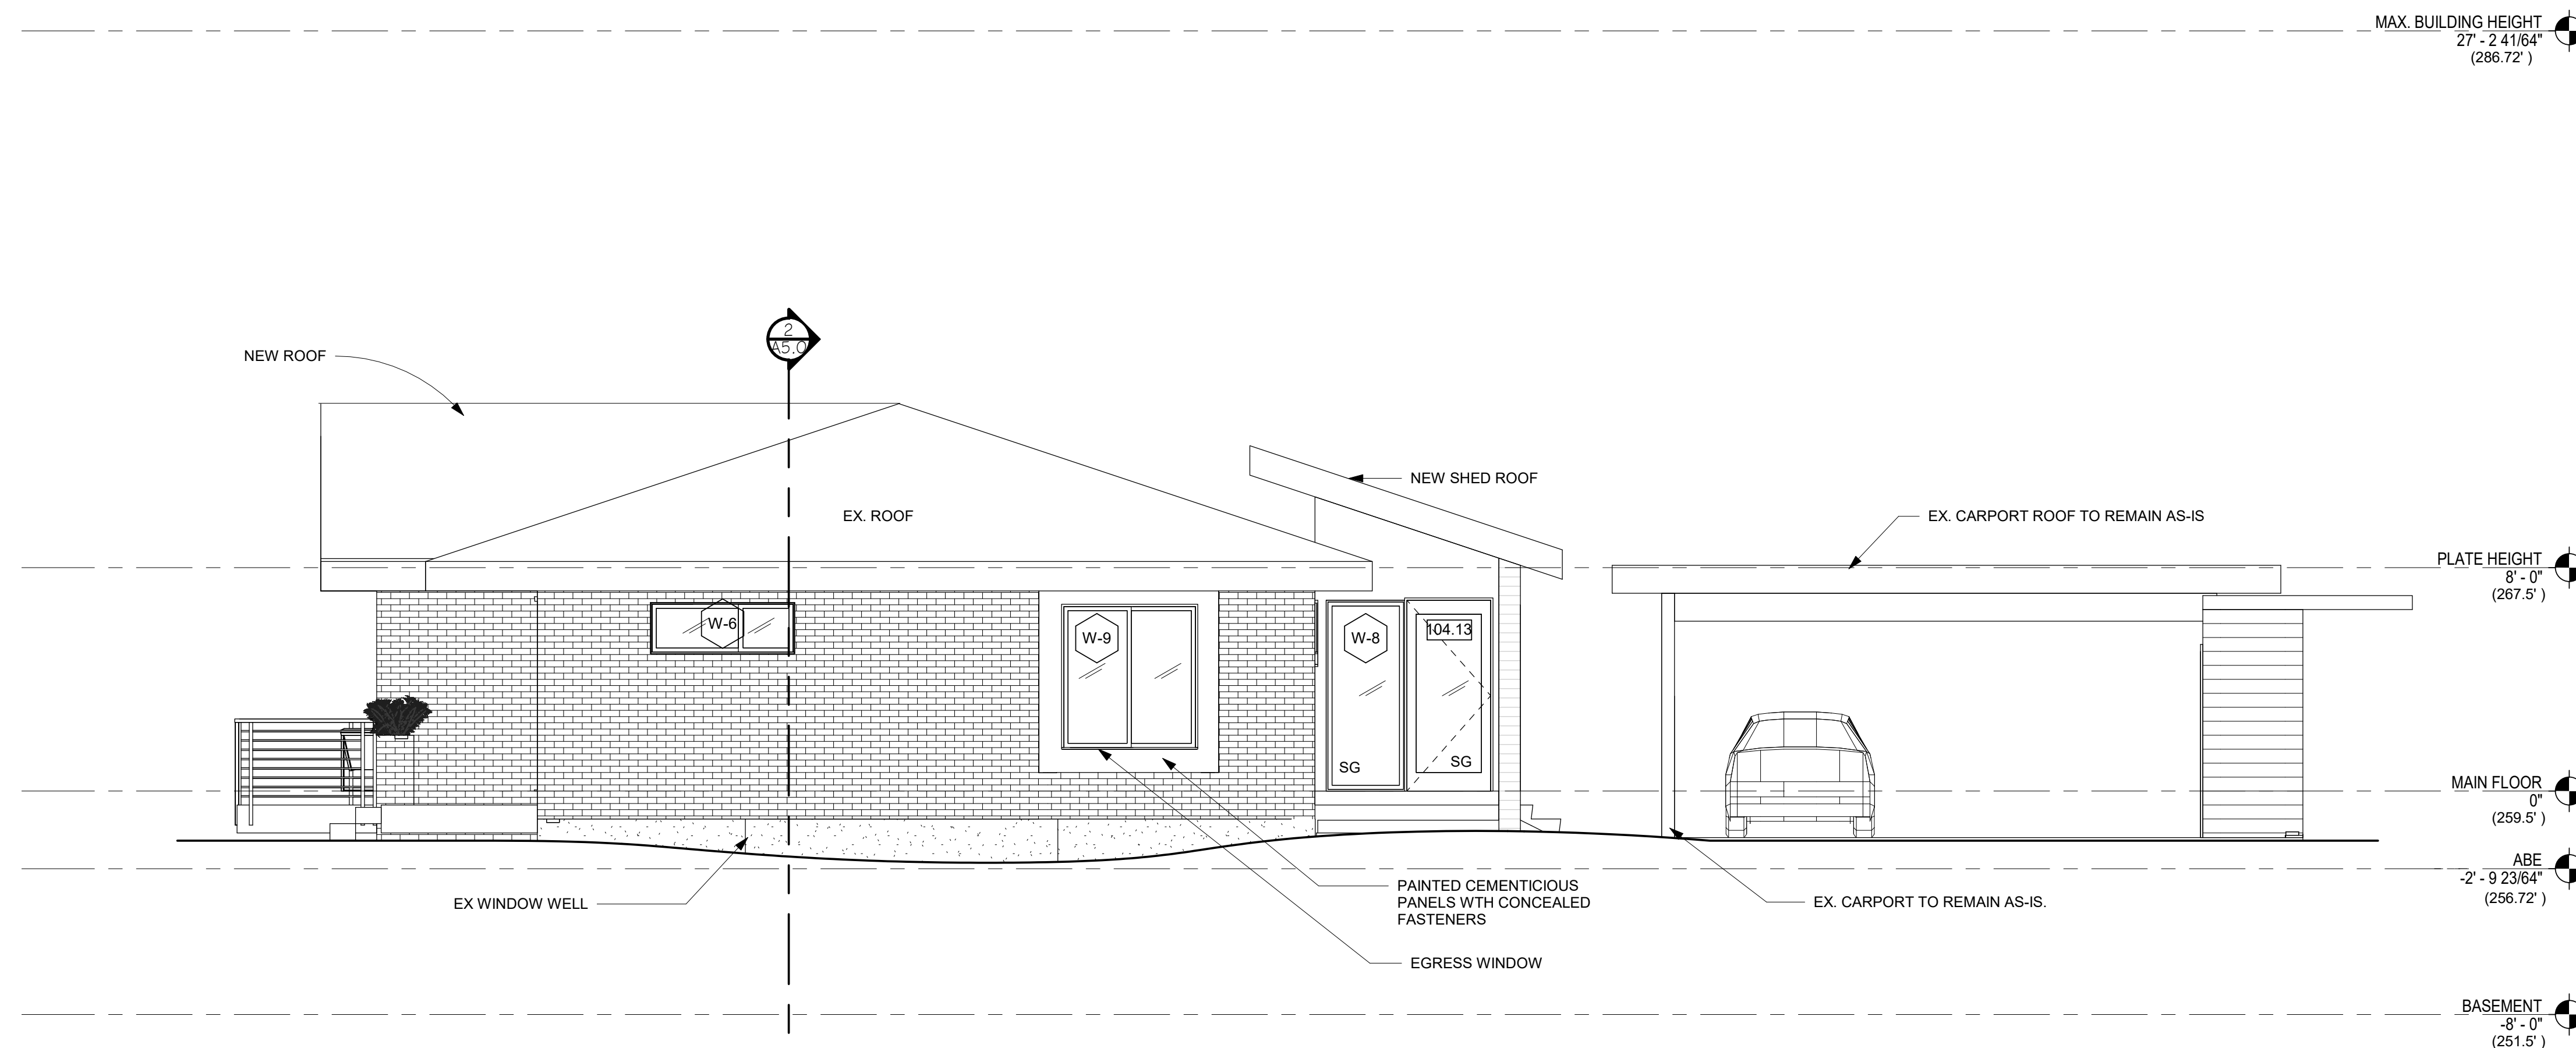 MAX. BUILDING HEIGHT
27' - 2 41/64"
(286.72' )
2
A5.0
NEW ROOF
NEW SHED ROOF
EX. ROOF
EX. CARPORT ROOF TO REMAIN AS-IS
PLATE HEIGHT
8' - 0"
(267.5' )
W-6
W-9
W-8
104.13
SG
SG
MAIN FLOOR
0"
(259.5' )
ABE
-2' - 9 23/64"
(256.72' )
EX WINDOW WELL
PAINTED CEMENTICIOUS
PANELS WTH CONCEALED
FASTENERS
EX. CARPORT TO REMAIN AS-IS.
EGRESS WINDOW
BASEMENT
-8' - 0"
(251.5' )